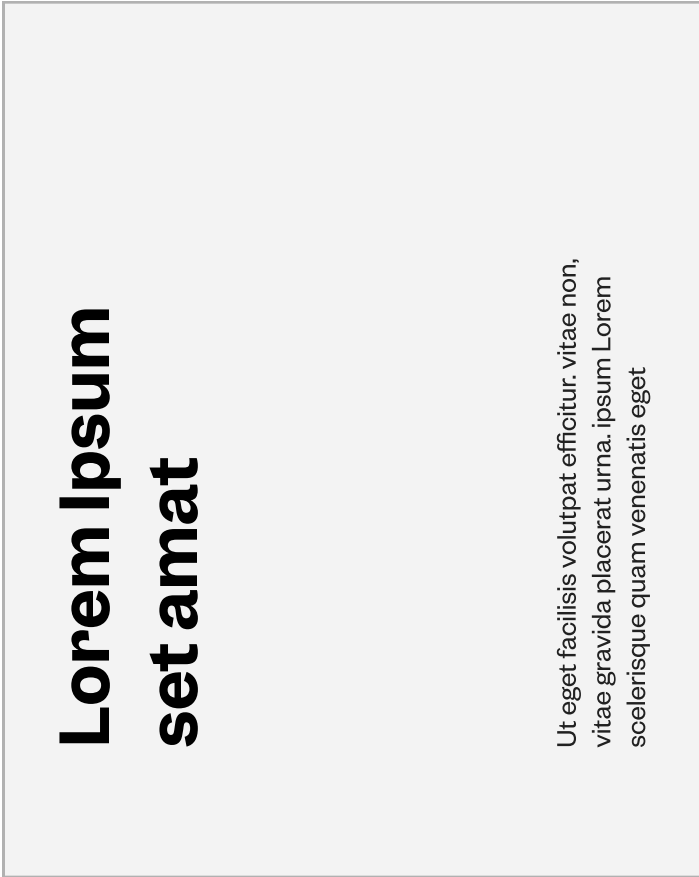 Lorem Ipsum
set amat
Ut eget facilisis volutpat efficitur. vitae non,
vitae gravida placerat urna. ipsum Lorem
scelerisque quam venenatis eget